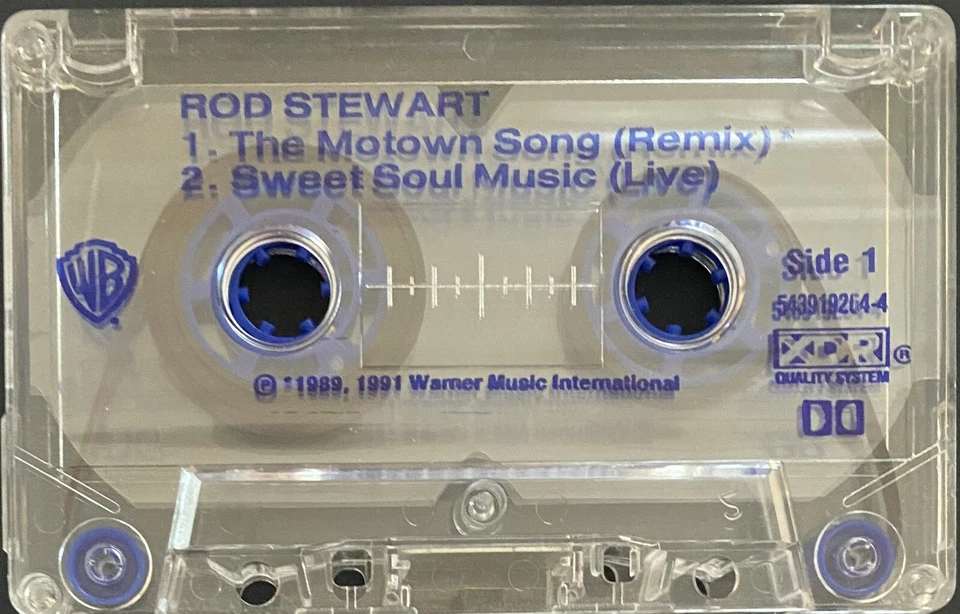 ROD STEWART
1. The Motown Song (Remix)*
2. Sweet Soul Music (Live)
WB
Side 1
543919264-4
XDR®
QUALITY SYSTEM
℗ *1989, 1991 Warner Music International
5